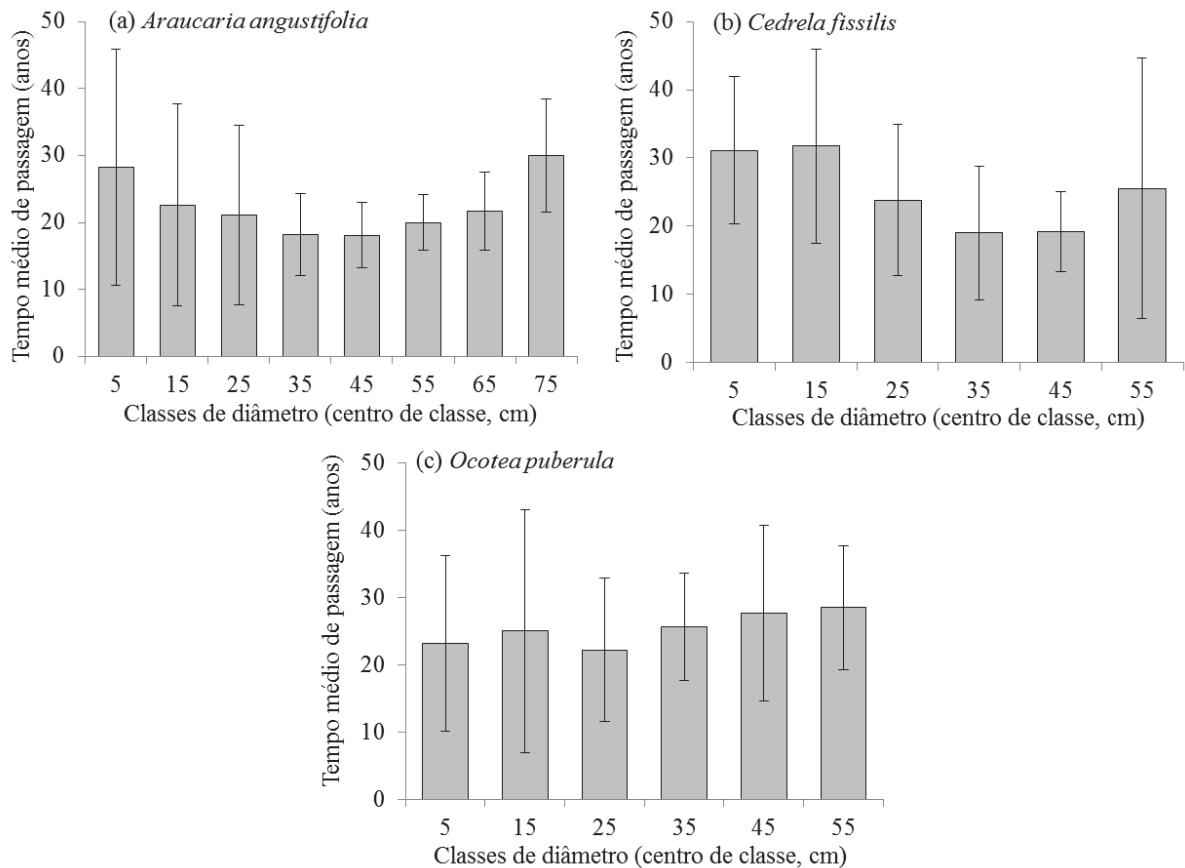 (a) Araucaria angustifolia
Tempo médio de passagem (anos)
50
40
30
20
10
0
5 15 25 35 45 55 65 75
Classes de diâmetro (centro de classe, cm)
(b) Cedrela fissilis
Tempo médio de passagem (anos)
50
40
30
20
10
0
5 15 25 35 45 55
Classes de diâmetro (centro de classe, cm)
(c) Ocotea puberula
Tempo médio de passagem (anos)
50
40
30
20
10
0
5 15 25 35 45 55
Classes de diâmetro (centro de classe, cm)